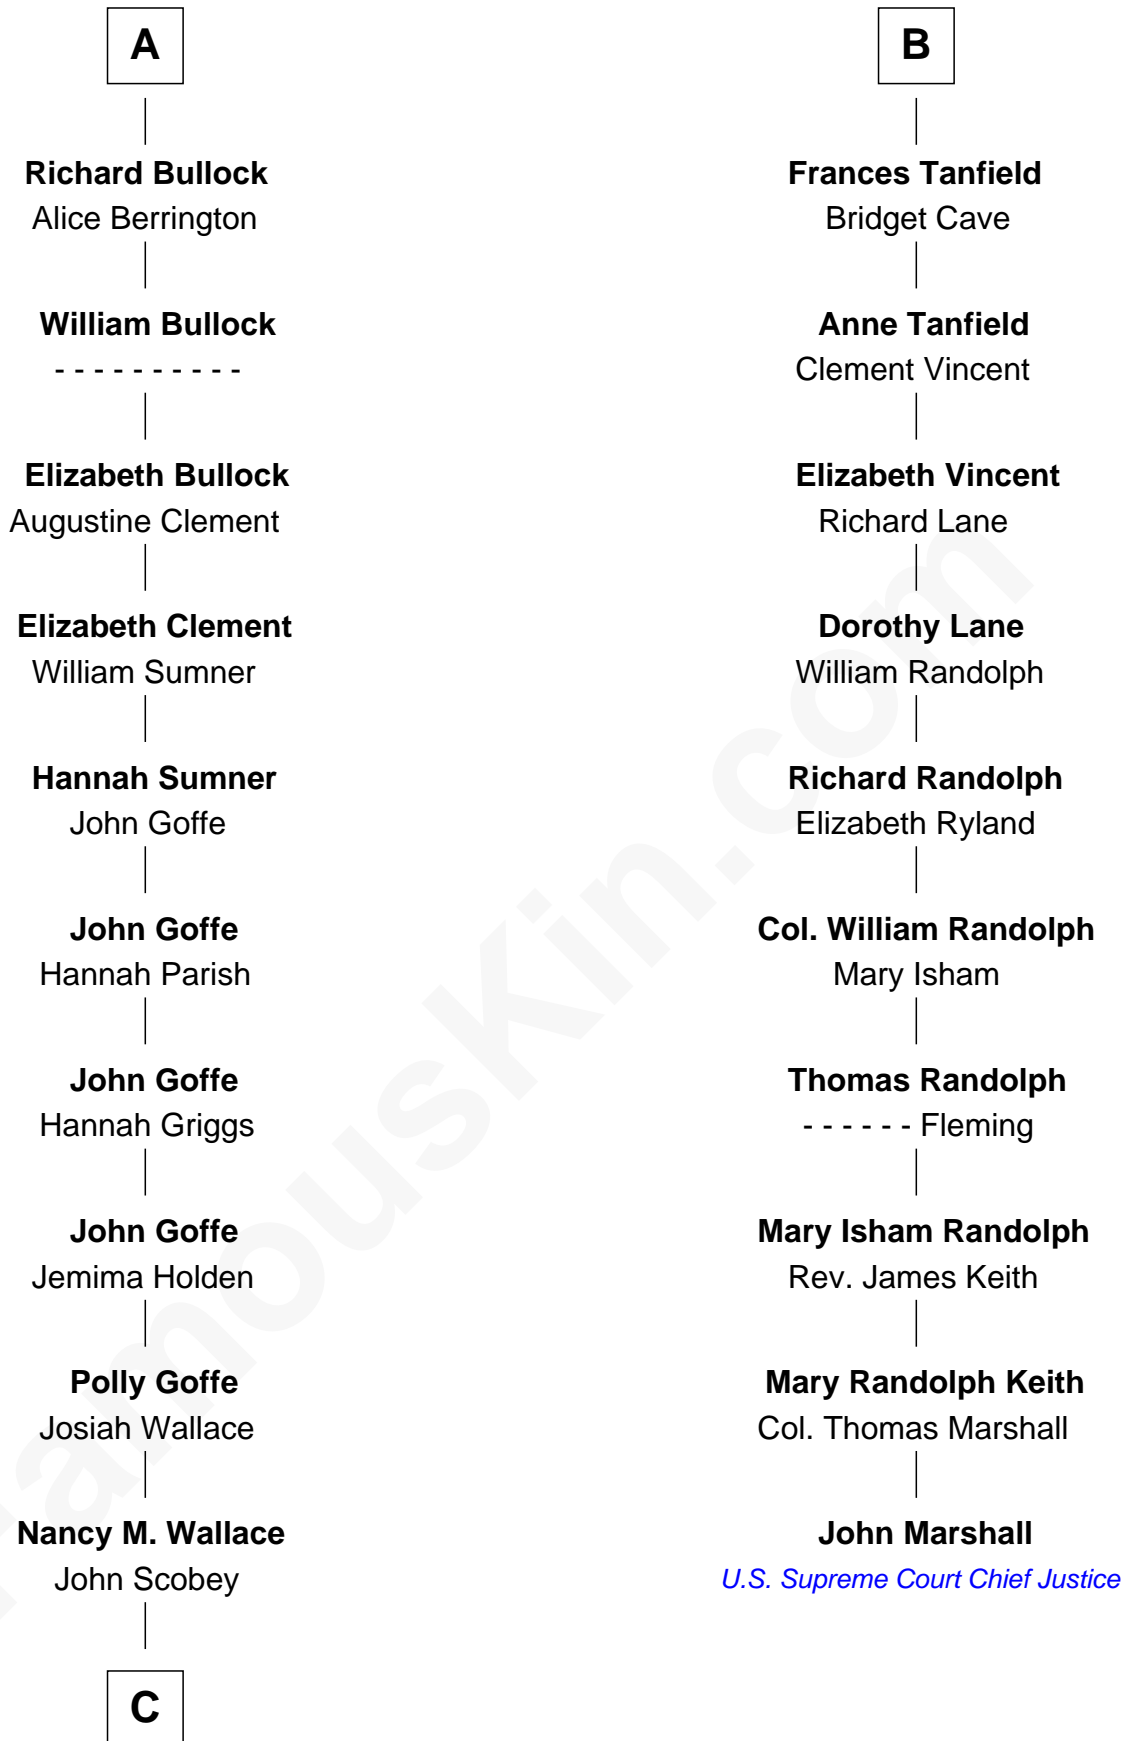 A
Richard Bullock
Alice Berrington
William Bullock
- - - - - - - - - -
Elizabeth Bullock
Augustine Clement
Elizabeth Clement
William Sumner
Hannah Sumner
John Goffe
John Goffe
Hannah Parish
John Goffe
Hannah Griggs
John Goffe
Jemima Holden
Polly Goffe
Josiah Wallace
Nancy M. Wallace
John Scobey
C
B
Frances Tanfield
Bridget Cave
Anne Tanfield
Clement Vincent
Elizabeth Vincent
Richard Lane
Dorothy Lane
William Randolph
Richard Randolph
Elizabeth Ryland
Col. William Randolph
Mary Isham
Thomas Randolph
- - - - - - Fleming
Mary Isham Randolph
Rev. James Keith
Mary Randolph Keith
Col. Thomas Marshall
John Marshall
U.S. Supreme Court Chief Justice
FamousKin.com